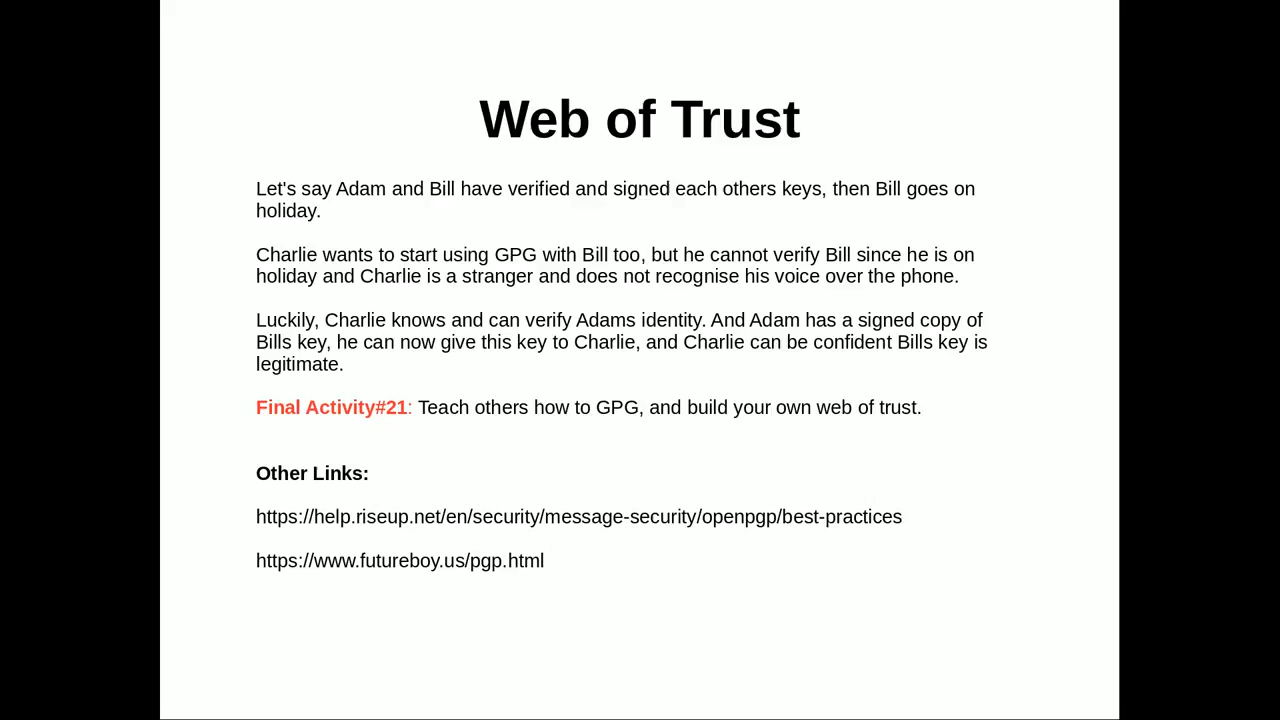 Web of Trust
Let's say Adam and Bill have verified and signed each others keys, then Bill goes on
holiday.
Charlie wants to start using GPG with Bill too, but he cannot verify Bill since he is on
holiday and Charlie is a stranger and does not recognise his voice over the phone.
Luckily, Charlie knows and can verify Adams identity. And Adam has a signed copy of
Bills key, he can now give this key to Charlie, and Charlie can be confident Bills key is
legitimate.
Final Activity#21: Teach others how to GPG, and build your own web of trust.
Other Links:
https://help.riseup.net/en/security/message-security/openpgp/best-practices
https://www.futureboy.us/pgp.html